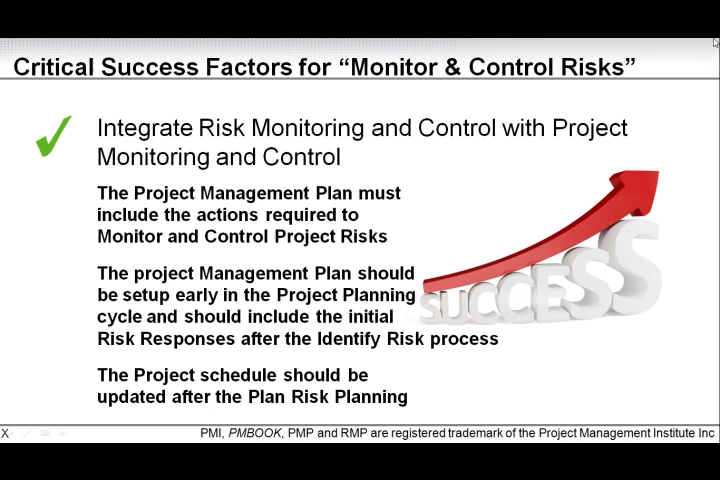 Critical Success Factors for “Monitor & Control Risks”
Integrate Risk Monitoring and Control with Project
Monitoring and Control
The Project Management Plan must
include the actions required to
Monitor and Control Project Risks
The project Management Plan should
be setup early in the Project Planning
cycle and should include the initial
Risk Responses after the Identify Risk process
The Project schedule should be
updated after the Plan Risk Planning
SUCCESS
X
PMI, PMBOOK, PMP and RMP are registered trademark of the Project Management Institute Inc